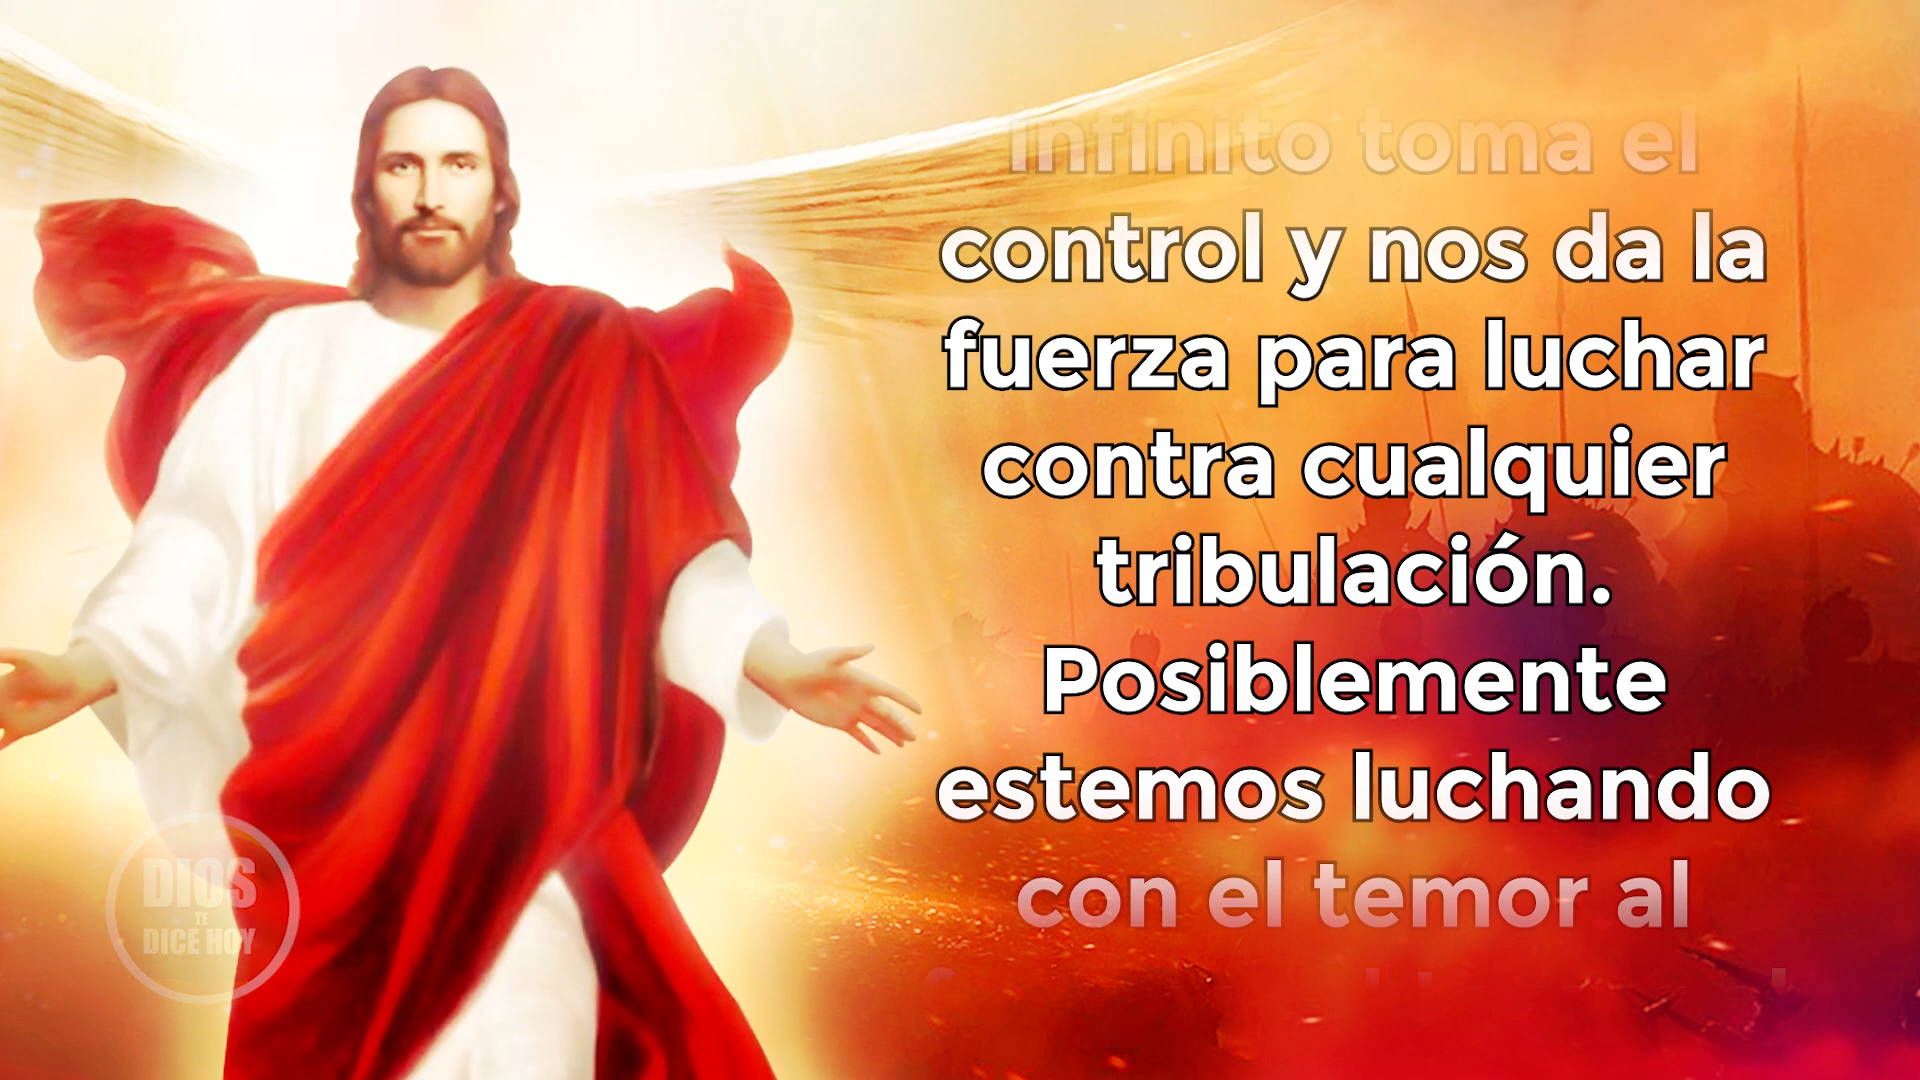 infinito toma el
control y nos da la
fuerza para luchar
contra cualquier
tribulación.
Posiblemente
estemos luchando
con el temor al
DIOS
TE
DICE HOY